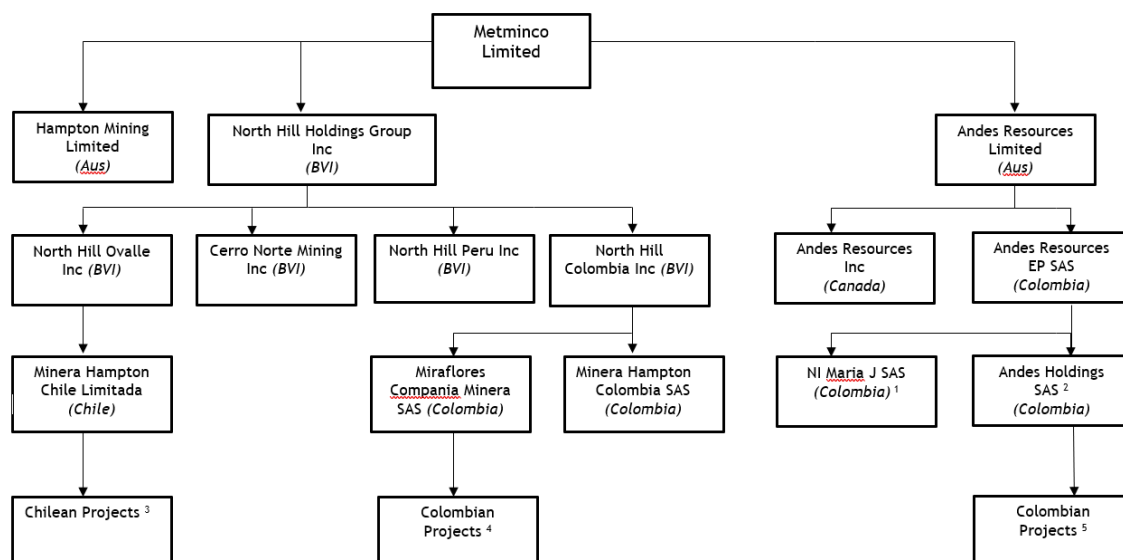 Metminco
Limited
Hampton Mining
Limited
(Aus)
North Hill Holdings Group
Inc
(BVI)
Andes Resources
Limited
(Aus)
North Hill Ovalle
Inc (BVI)
Cerro Norte Mining
Inc (BVI)
North Hill Peru Inc
(BVI)
North Hill
Colombia Inc (BVI)
Andes Resources
Inc
(Canada)
Andes Resources
EP SAS
(Colombia)
Minera Hampton
Chile Limitada
(Chile)
Miraflores
Compania Minera
SAS (Colombia)
Minera Hampton
Colombia SAS
(Colombia)
NI Maria J SAS
(Colombia) 1
Andes Holdings
SAS 2
(Colombia)
Chilean Projects 3
Colombian
Projects 4
Colombian
Projects 5